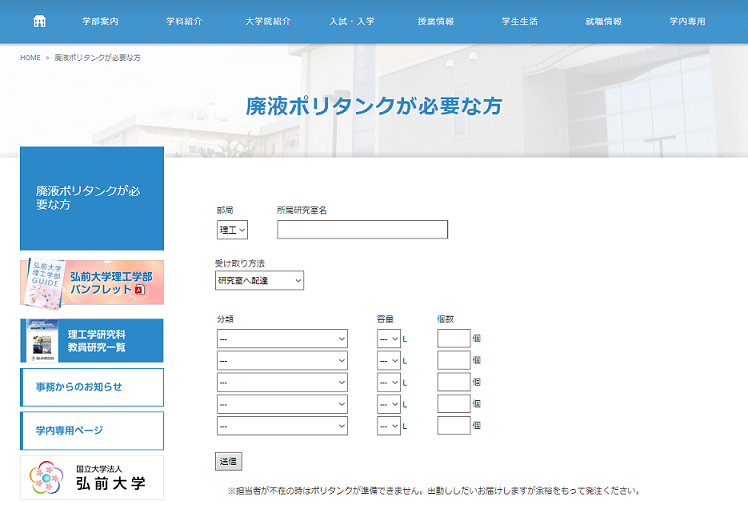 学部案内 学科紹介 大学院紹介 入試・入学 授業情報 学生生活 就職情報 学内専用
HOME > 廃液ポリタンクが必要な方
廃液ポリタンクが必要な方
廃液ポリタンクが必
要な方
弘前大学
理工学部
GUIDE
弘前大学理工学部
パンフレット
理工学研究科
教員研究一覧
事務からのお知らせ
学内専用ページ
国立大学法人
弘前大学
部局 所属研究室名
理工
受け取り方法
研究室へ配達
分類 容量 個数
--- --- L 個
--- --- L 個
--- --- L 個
--- --- L 個
--- --- L 個
送信
※担当者が不在の時はポリタンクが準備できません。出勤ししだいお届けしますが余裕をもって発注ください。